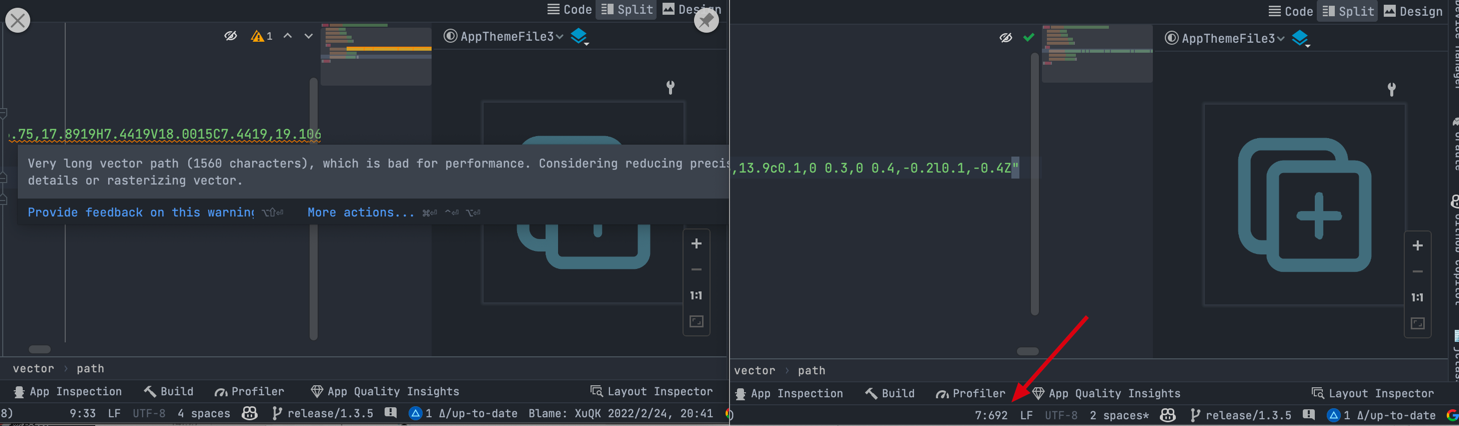 Code Split Design
1
AppThemeFile3
.75,17.8919H7.4419V18.0015C7.4419,19.106
Very long vector path (1560 characters), which is bad for performance. Considering reducing precis
details or rasterizing vector.
Provide feedback on this warning ⌥⇧⏎ More actions... ⌘⏎ ^⏎ ⌥⏎
1:1
vector › path
App Inspection Build Profiler App Quality Insights Layout Inspector
8) 9:33 LF UTF-8 4 spaces release/1.3.5 1 Δ/up-to-date Blame: XuQK 2022/2/24, 20:41
Code Split Design
AppThemeFile3
,13.9c0.1,0 0.3,0 0.4,-0.2l0.1,-0.4Z"
1:1
vector › path
App Inspection Build Profiler App Quality Insights Layout Inspector
) 7:692 LF UTF-8 2 spaces* release/1.3.5 1 Δ/up-to-date
Device Manager
Gradle
GitHub Copilot